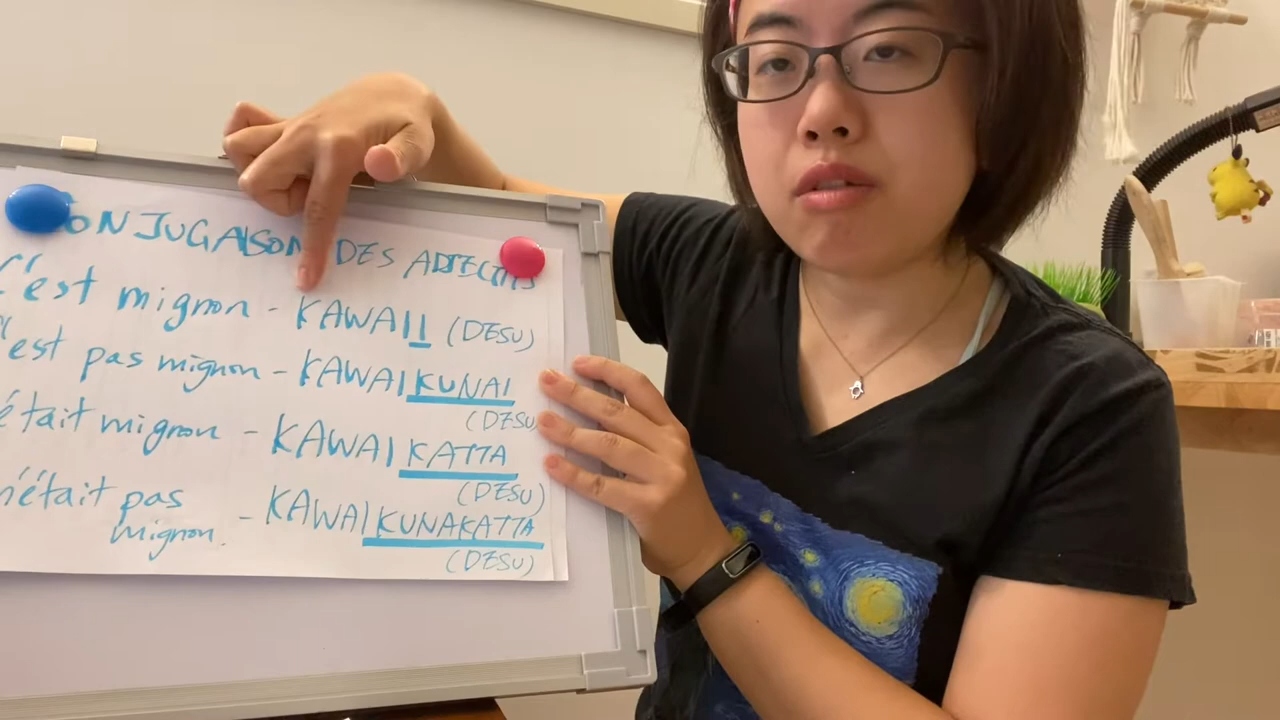 CONJUGAISON DES ADJECTIFS
C'est mignon - KAWAII (DESU)
C'est pas mignon - KAWAIKUNAI
(DESU
était mignon - KAWAIKATTA
(DESU)
n'était pas
mignon. - KAWAIKUNAKATTA
(DESU)